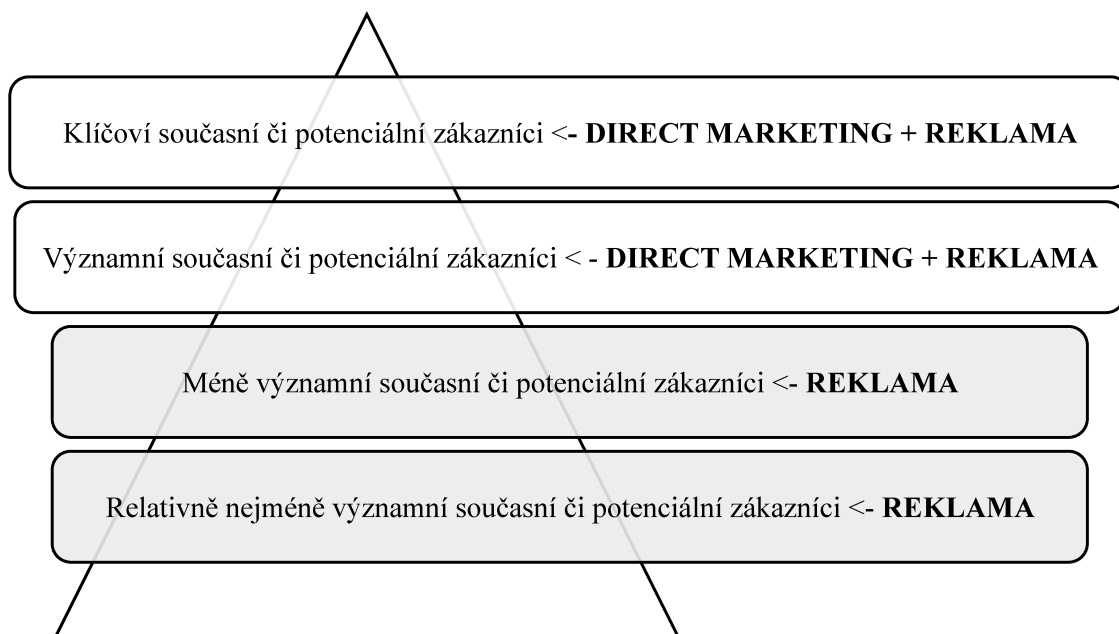 Klíčoví současní či potenciální zákazníci <- DIRECT MARKETING + REKLAMA
Významní současní či potenciální zákazníci < - DIRECT MARKETING + REKLAMA
Méně významní současní či potenciální zákazníci <- REKLAMA
Relativně nejméně významní současní či potenciální zákazníci <- REKLAMA